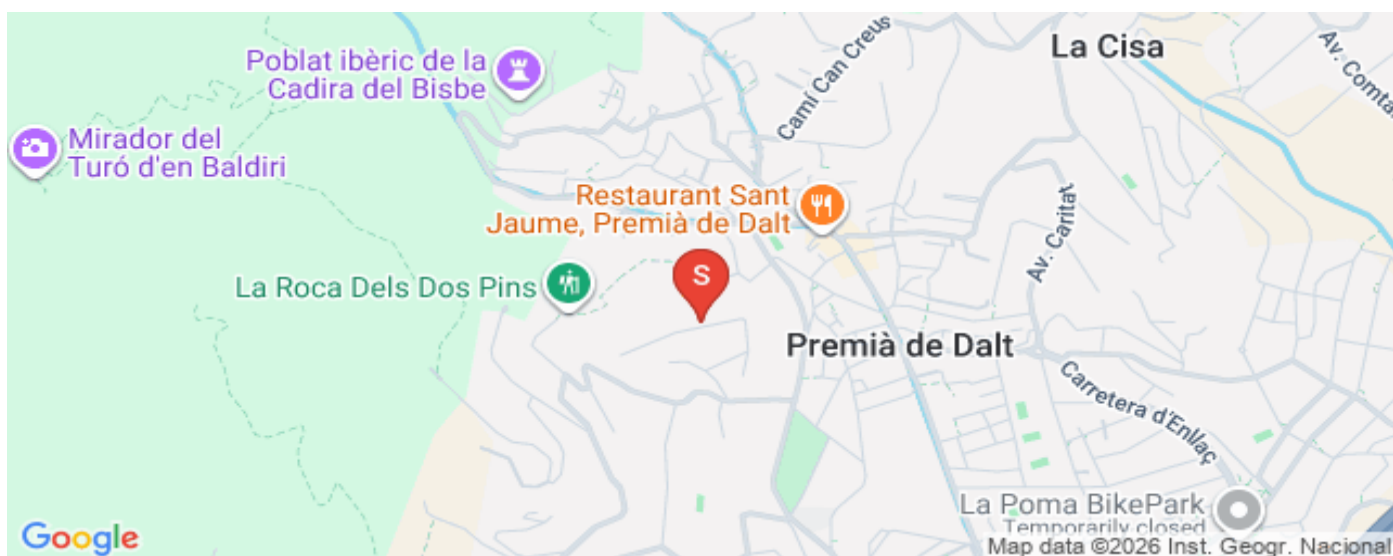 La Cisa
Av. Comta
Camí Can Creus
Poblat ibèric de la
Cadira del Bisbe
Mirador del
Turó d'en Baldiri
Restaurant Sant
Jaume, Premià de Dalt
Av. Caritat
La Roca Dels Dos Pins
S
Premià de Dalt
Carretera d'Enllaç
La Poma BikePark
Temporarily closed
Google
Map data ©2026 Inst. Geogr. Nacional